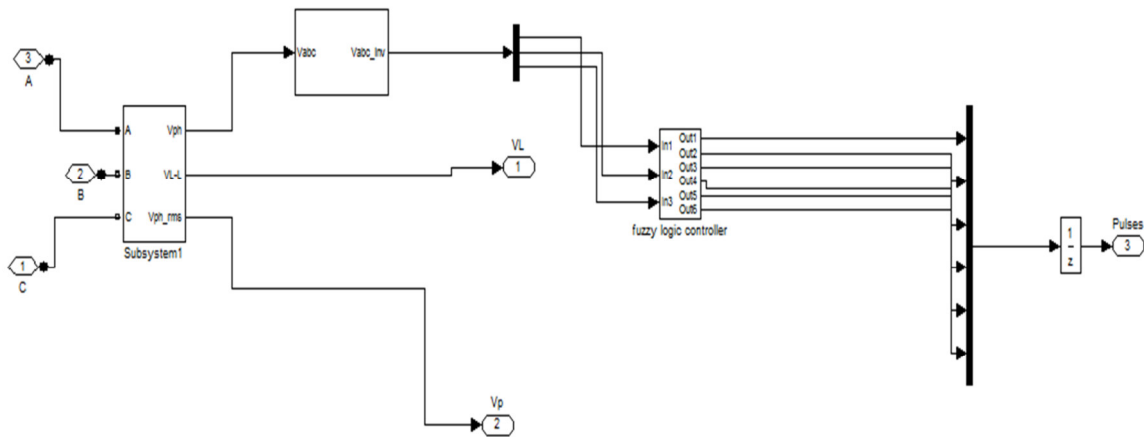 3
A
2
B
1
C
A
B
C
Vph
VL-L
Vph_rms
Subsystem1
Vabc
Vabc_Inv
VL
1
Vp
2
In1
In2
In3
Out1
Out2
Out3
Out4
Out5
Out6
fuzzy logic controller
1
z
Pulses
3